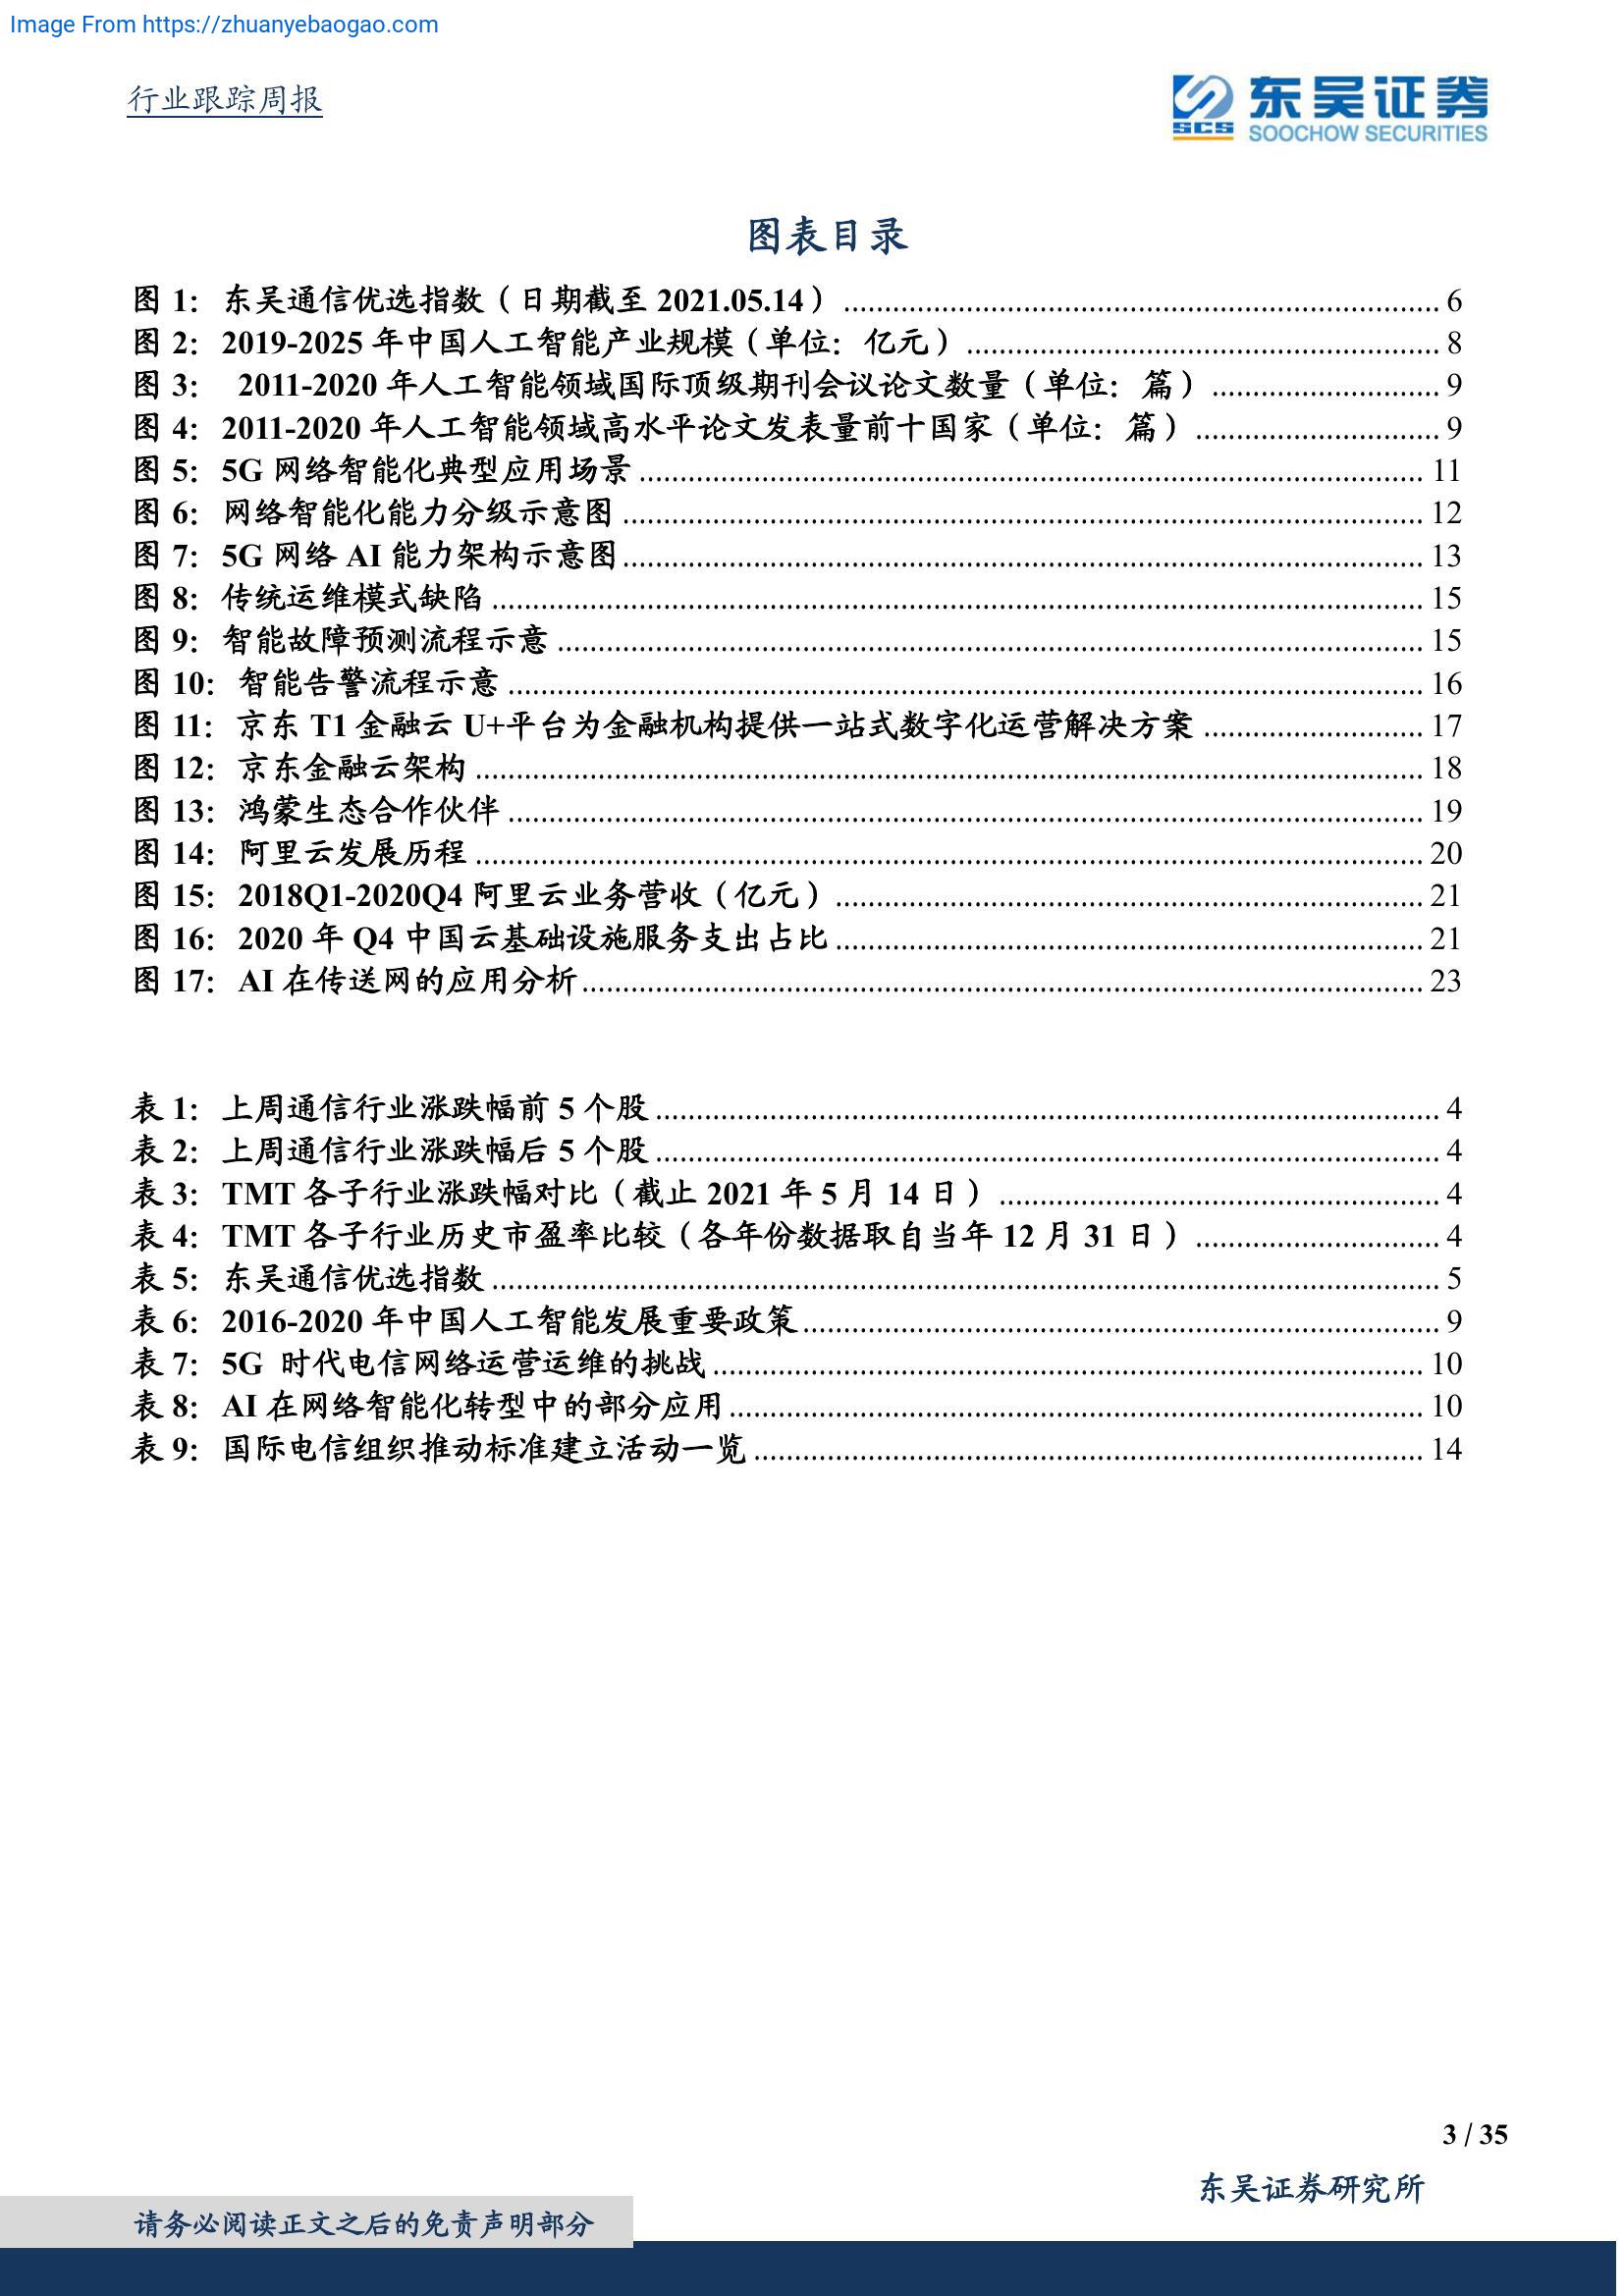 Image From https://zhuanyebaogao.com
行业跟踪周报
SCS 东吴证券
SOOCHOW SECURITIES
图表目录
图 1: 东吴通信优选指数（日期截至 2021.05.14） ........ 6
图 2: 2019-2025 年中国人工智能产业规模（单位：亿元） ........ 8
图 3: 2011-2020 年人工智能领域国际顶级期刊会议论文数量（单位：篇） ........ 9
图 4: 2011-2020 年人工智能领域高水平论文发表量前十国家（单位：篇） ........ 9
图 5: 5G 网络智能化典型应用场景 ........ 11
图 6: 网络智能化能力分级示意图 ........ 12
图 7: 5G 网络 AI 能力架构示意图 ........ 13
图 8: 传统运维模式缺陷 ........ 15
图 9: 智能故障预测流程示意 ........ 15
图 10: 智能告警流程示意 ........ 16
图 11: 京东 T1 金融云 U+平台为金融机构提供一站式数字化运营解决方案 ........ 17
图 12: 京东金融云架构 ........ 18
图 13: 鸿蒙生态合作伙伴 ........ 19
图 14: 阿里云发展历程 ........ 20
图 15: 2018Q1-2020Q4 阿里云业务营收（亿元） ........ 21
图 16: 2020 年 Q4 中国云基础设施服务支出占比 ........ 21
图 17: AI 在传送网的应用分析 ........ 23
表 1: 上周通信行业涨跌幅前 5 个股 ........ 4
表 2: 上周通信行业涨跌幅后 5 个股 ........ 4
表 3: TMT 各子行业涨跌幅对比（截止 2021 年 5 月 14 日） ........ 4
表 4: TMT 各子行业历史市盈率比较（各年份数据取自当年 12 月 31 日） ........ 4
表 5: 东吴通信优选指数 ........ 5
表 6: 2016-2020 年中国人工智能发展重要政策 ........ 9
表 7: 5G 时代电信网络运营运维的挑战 ........ 10
表 8: AI 在网络智能化转型中的部分应用 ........ 10
表 9: 国际电信组织推动标准建立活动一览 ........ 14
3 / 35
东吴证券研究所
请务必阅读正文之后的免责声明部分